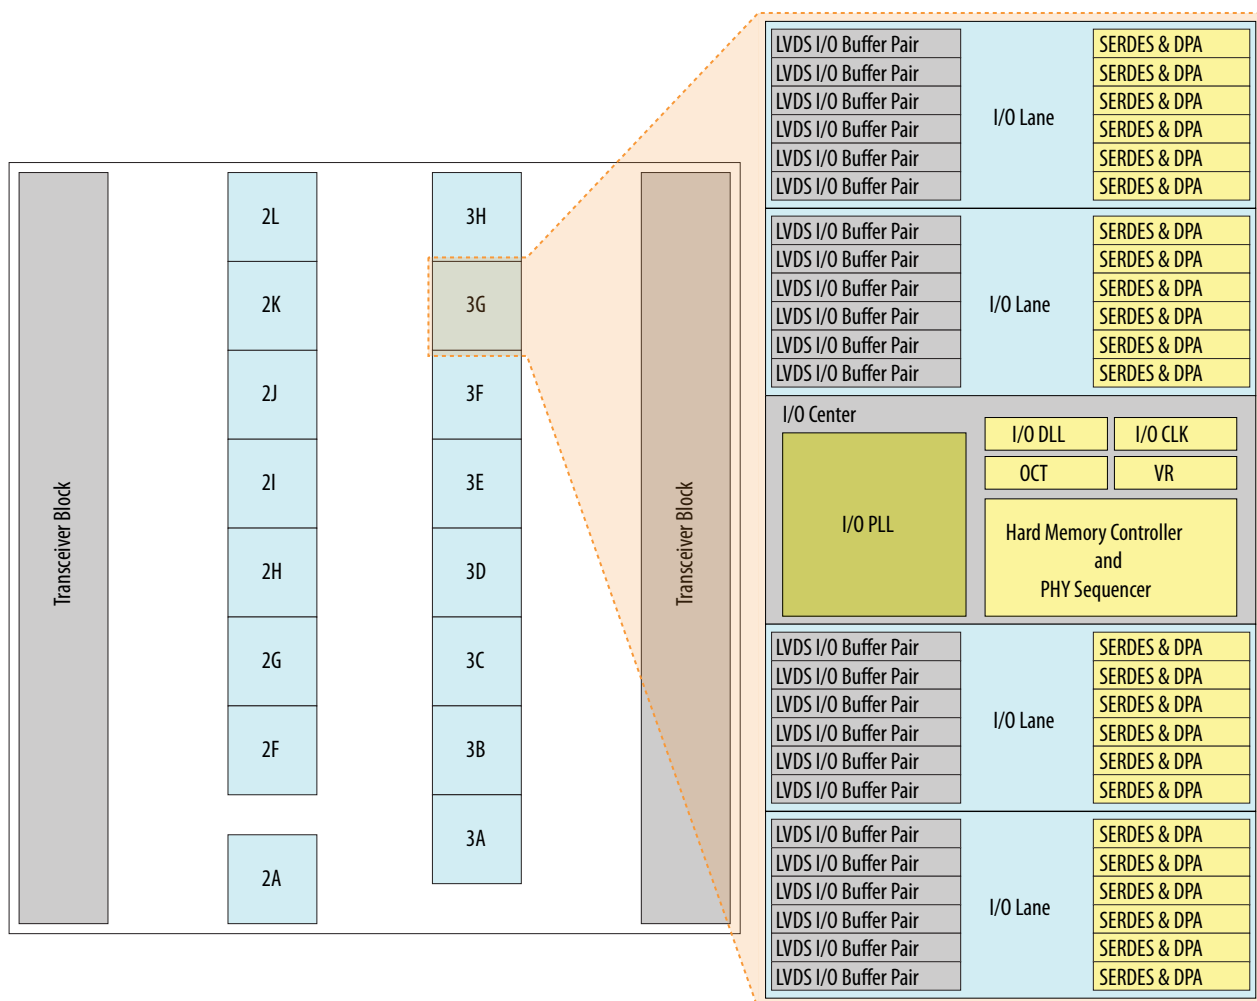 Transceiver Block
2L
2K
2J
2I
2H
2G
2F
2A
3H
3G
3F
3E
3D
3C
3B
3A
Transceiver Block
LVDS I/O Buffer Pair
LVDS I/O Buffer Pair
LVDS I/O Buffer Pair
LVDS I/O Buffer Pair
LVDS I/O Buffer Pair
LVDS I/O Buffer Pair
I/O Lane
SERDES & DPA
SERDES & DPA
SERDES & DPA
SERDES & DPA
SERDES & DPA
SERDES & DPA
LVDS I/O Buffer Pair
LVDS I/O Buffer Pair
LVDS I/O Buffer Pair
LVDS I/O Buffer Pair
LVDS I/O Buffer Pair
LVDS I/O Buffer Pair
I/O Lane
SERDES & DPA
SERDES & DPA
SERDES & DPA
SERDES & DPA
SERDES & DPA
SERDES & DPA
I/O Center
I/O PLL
I/O DLL
I/O CLK
OCT
VR
Hard Memory Controller
and
PHY Sequencer
LVDS I/O Buffer Pair
LVDS I/O Buffer Pair
LVDS I/O Buffer Pair
LVDS I/O Buffer Pair
LVDS I/O Buffer Pair
LVDS I/O Buffer Pair
I/O Lane
SERDES & DPA
SERDES & DPA
SERDES & DPA
SERDES & DPA
SERDES & DPA
SERDES & DPA
LVDS I/O Buffer Pair
LVDS I/O Buffer Pair
LVDS I/O Buffer Pair
LVDS I/O Buffer Pair
LVDS I/O Buffer Pair
LVDS I/O Buffer Pair
I/O Lane
SERDES & DPA
SERDES & DPA
SERDES & DPA
SERDES & DPA
SERDES & DPA
SERDES & DPA